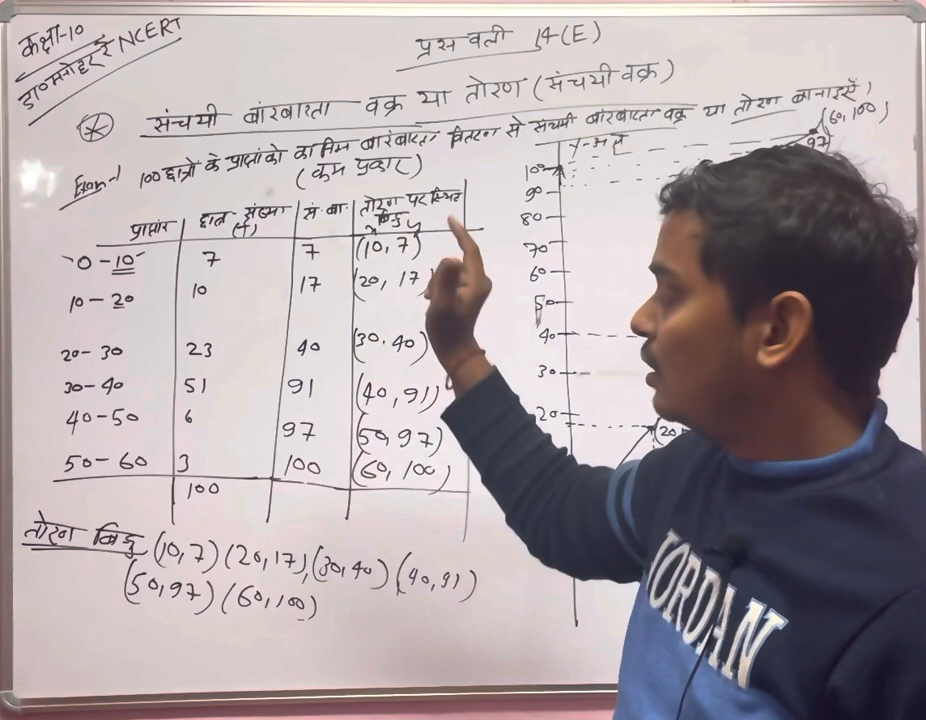 कक्षा-10
डा० मनोहर रे NCERT
प्रश्नवली 14(E)
* संचयी बारंबारता वक्र या तोरण (संचयी वक्र)
100 छात्रों के प्राप्तांको का निम्न बारंबारता वितरण से संचयी बारंबारता वक्र या तोरण बनाइये।
(कम प्रकार)
प्राप्तांक | छात्र संख्या (f) | सं. बा. | तोरण पर स्थित बिन्दु x y
0-10 7 7 (10, 7)
10-20 10 17 (20, 17)
20-30 23 40 (30, 40)
30-40 51 91 (40, 91)
40-50 6 97 (50, 97)
50-60 3 100 (60, 100)
100
तोरण बिन्दु (10, 7) (20, 17), (30, 40) (40, 91)
(50, 97) (60, 100)
(60, 100)
97
90
80
70
60
50
40
30
20
(20,
JORDAN